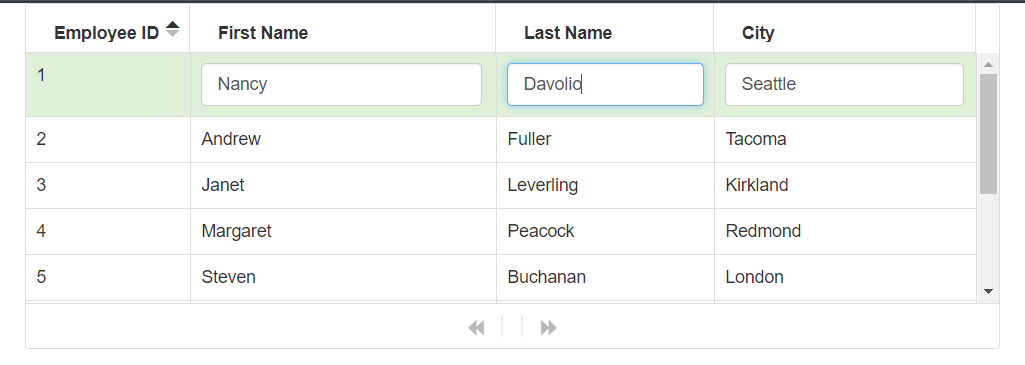 Employee ID First Name Last Name City
1 Nancy Davolio Seattle
2 Andrew Fuller Tacoma
3 Janet Leverling Kirkland
4 Margaret Peacock Redmond
5 Steven Buchanan London